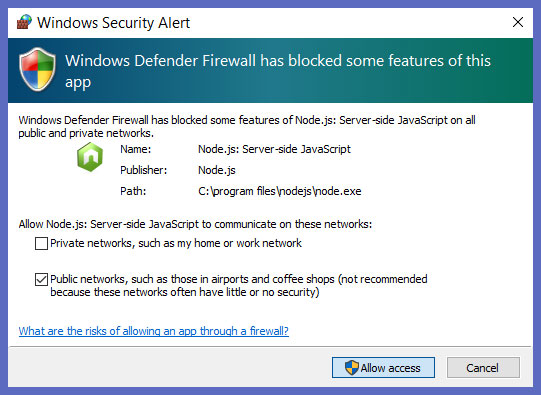 Windows Security Alert
Windows Defender Firewall has blocked some features of this
app
Windows Defender Firewall has blocked some features of Node.js: Server-side JavaScript on all
public and private networks.
Name: Node.js: Server-side JavaScript
Publisher: Node.js
Path: C:\program files\nodejs\node.exe
Allow Node.js: Server-side JavaScript to communicate on these networks:
Private networks, such as my home or work network
Public networks, such as those in airports and coffee shops (not recommended
because these networks often have little or no security)
What are the risks of allowing an app through a firewall?
Allow access Cancel